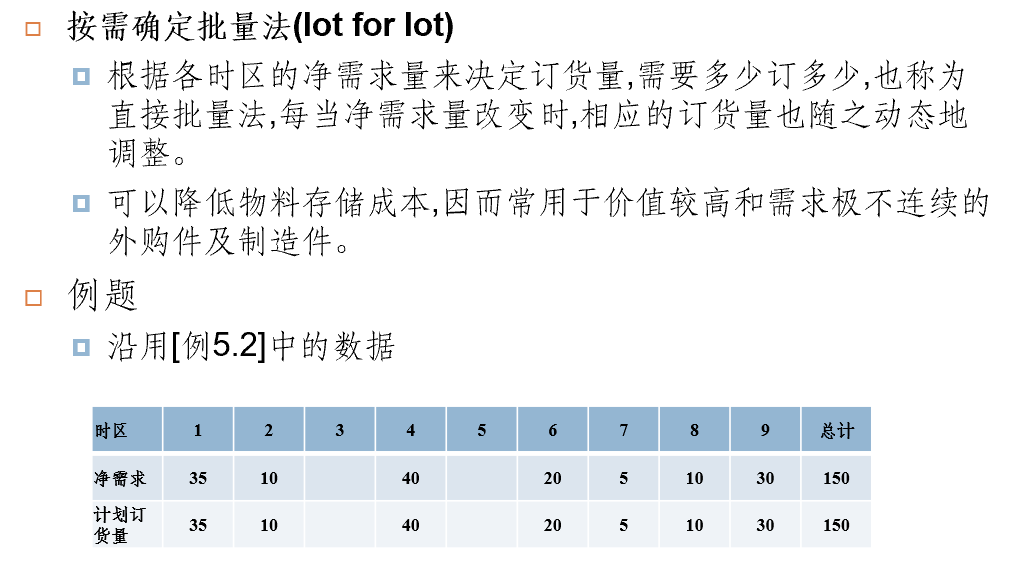 按需确定批量法(lot for lot)
根据各时区的净需求量来决定订货量,需要多少订多少,也称为
直接批量法,每当净需求量改变时,相应的订货量也随之动态地
调整。
可以降低物料存储成本,因而常用于价值较高和需求极不连续的
外购件及制造件。
例题
沿用[例5.2]中的数据
时区 1 2 3 4 5 6 7 8 9 总计
净需求 35 10 40 20 5 10 30 150
计划订
货量 35 10 40 20 5 10 30 150